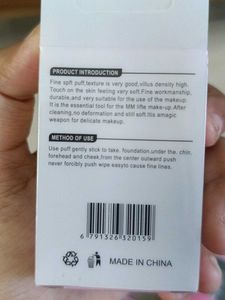 PRODUCT INTRODUCTION
Fine soft puff,texture is very good,villus density high.
Touch on the skin feeling very soft.Fine workmanship,
durable,and very suitable for the use of the makeup.
It is the essential tool for the MM lifte make-up.After
cleaning,no deformation and still soft.Itis amagic
weapon for delicate makeup.
METHOD OF USE
Use puff gently stick to take. foundation,under the. chin,
forehead and cheek,from the center outward push
never forcibly push wipe easyto cause fine lines.
6 791326 320159
MADE IN CHINA